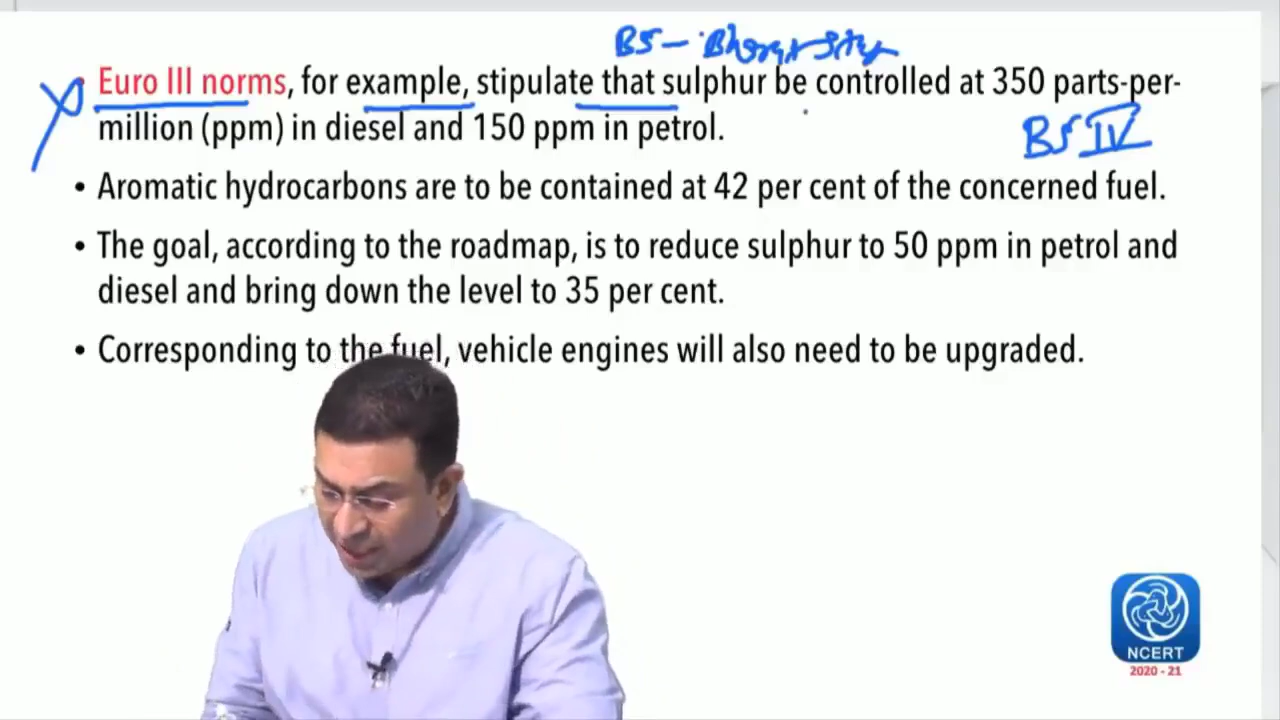 BS - Bharat Stage
• Euro III norms, for example, stipulate that sulphur be controlled at 350 parts-per-
million (ppm) in diesel and 150 ppm in petrol.
BS IV
• Aromatic hydrocarbons are to be contained at 42 per cent of the concerned fuel.
• The goal, according to the roadmap, is to reduce sulphur to 50 ppm in petrol and
diesel and bring down the level to 35 per cent.
• Corresponding to the fuel, vehicle engines will also need to be upgraded.
NCERT
2020 - 21